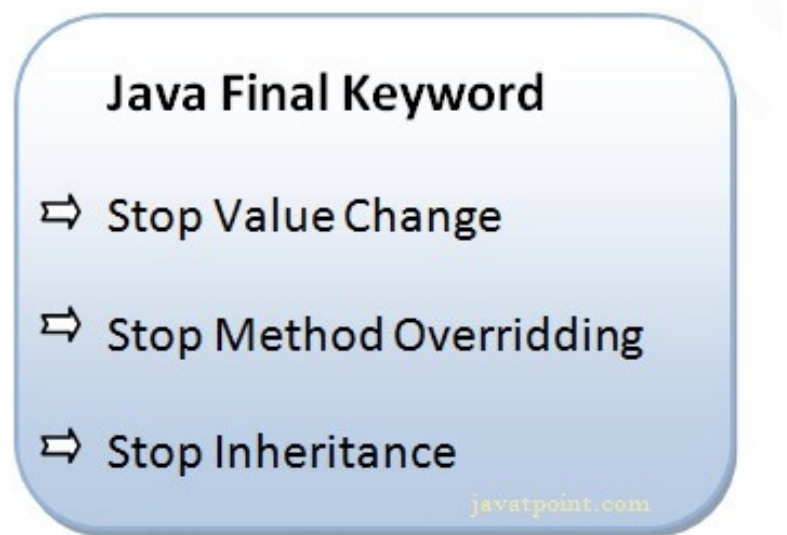 Java Final Keyword
Stop Value Change
Stop Method Overridding
Stop Inheritance
javatpoint.com